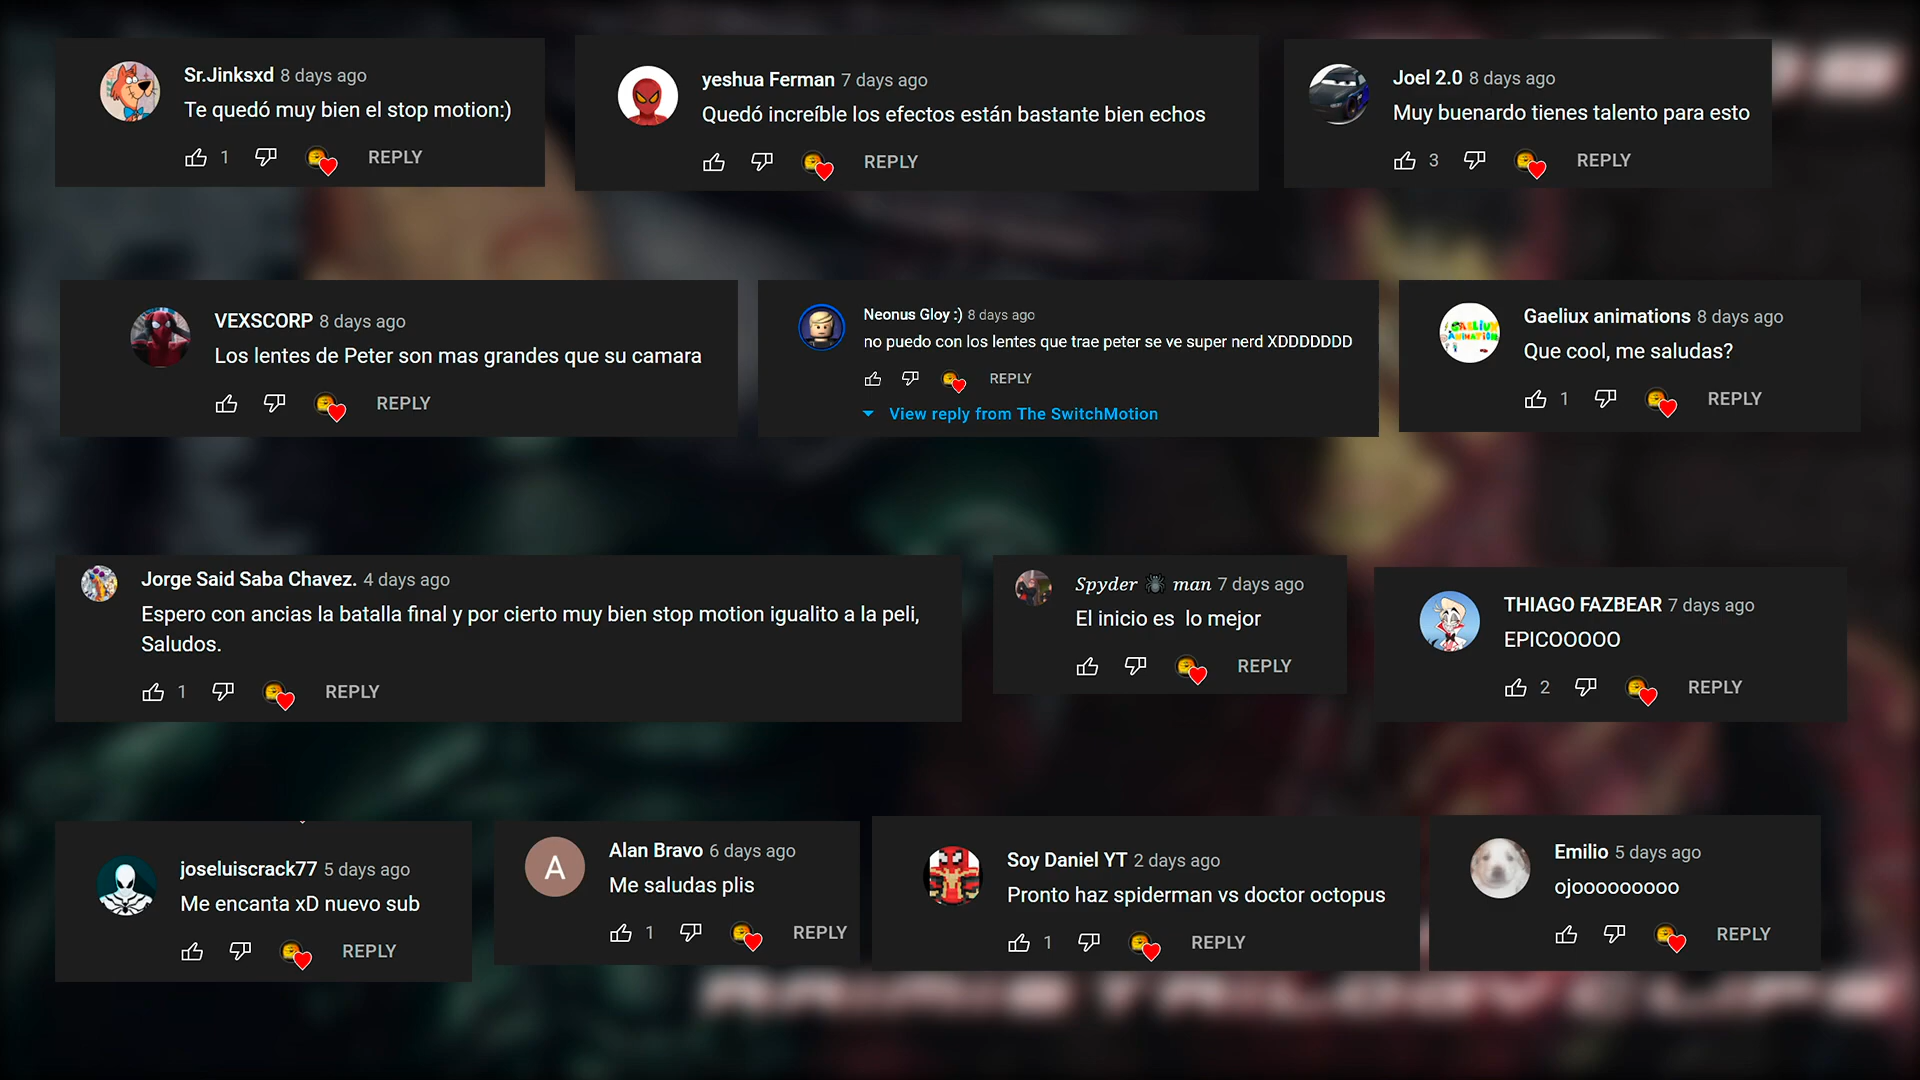 Sr.Jinksxd 8 days ago
Te quedó muy bien el stop motion:)
1 REPLY
yeshua Ferman 7 days ago
Quedó increíble los efectos están bastante bien echos
REPLY
Joel 2.0 8 days ago
Muy buenardo tienes talento para esto
3 REPLY
VEXSCORP 8 days ago
Los lentes de Peter son mas grandes que su camara
REPLY
Neonus Gloy :) 8 days ago
no puedo con los lentes que trae peter se ve super nerd XDDDDDDD
REPLY
View reply from The SwitchMotion
GAELIUX
ANIMATION
Gaeliux animations 8 days ago
Que cool, me saludas?
1 REPLY
Jorge Said Saba Chavez. 4 days ago
Espero con ancias la batalla final y por cierto muy bien stop motion igualito a la peli,
Saludos.
1 REPLY
Spyder 🕷 man 7 days ago
El inicio es lo mejor
REPLY
THIAGO FAZBEAR 7 days ago
EPICOOOOO
2 REPLY
joseluiscrack77 5 days ago
Me encanta xD nuevo sub
REPLY
A
Alan Bravo 6 days ago
Me saludas plis
1 REPLY
Soy Daniel YT 2 days ago
Pronto haz spiderman vs doctor octopus
1 REPLY
Emilio 5 days ago
ojooooooooo
REPLY
RAIMIS TRILOGY CLIPS